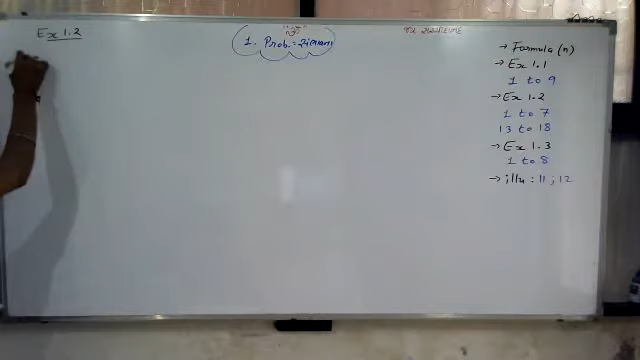 Ex 1.2
1. Prob.
→ Formula (n)
→ Ex 1.1
1 to 9
→ Ex 1.2
1 to 7
13 to 18
→ Ex 1.3
1 to 8
→ illu : 11 ; 12